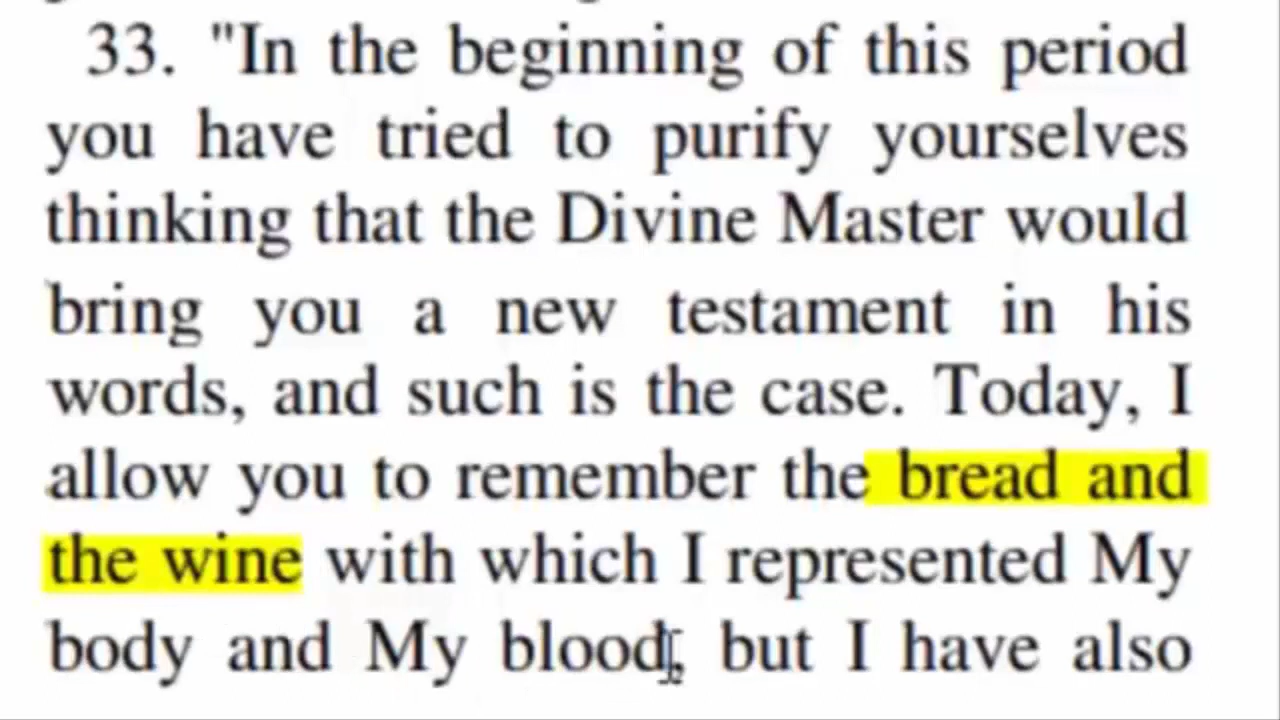 33. "In the beginning of this period
you have tried to purify yourselves
thinking that the Divine Master would
bring you a new testament in his
words, and such is the case. Today, I
allow you to remember the bread and
the wine with which I represented My
body and My blood, but I have also